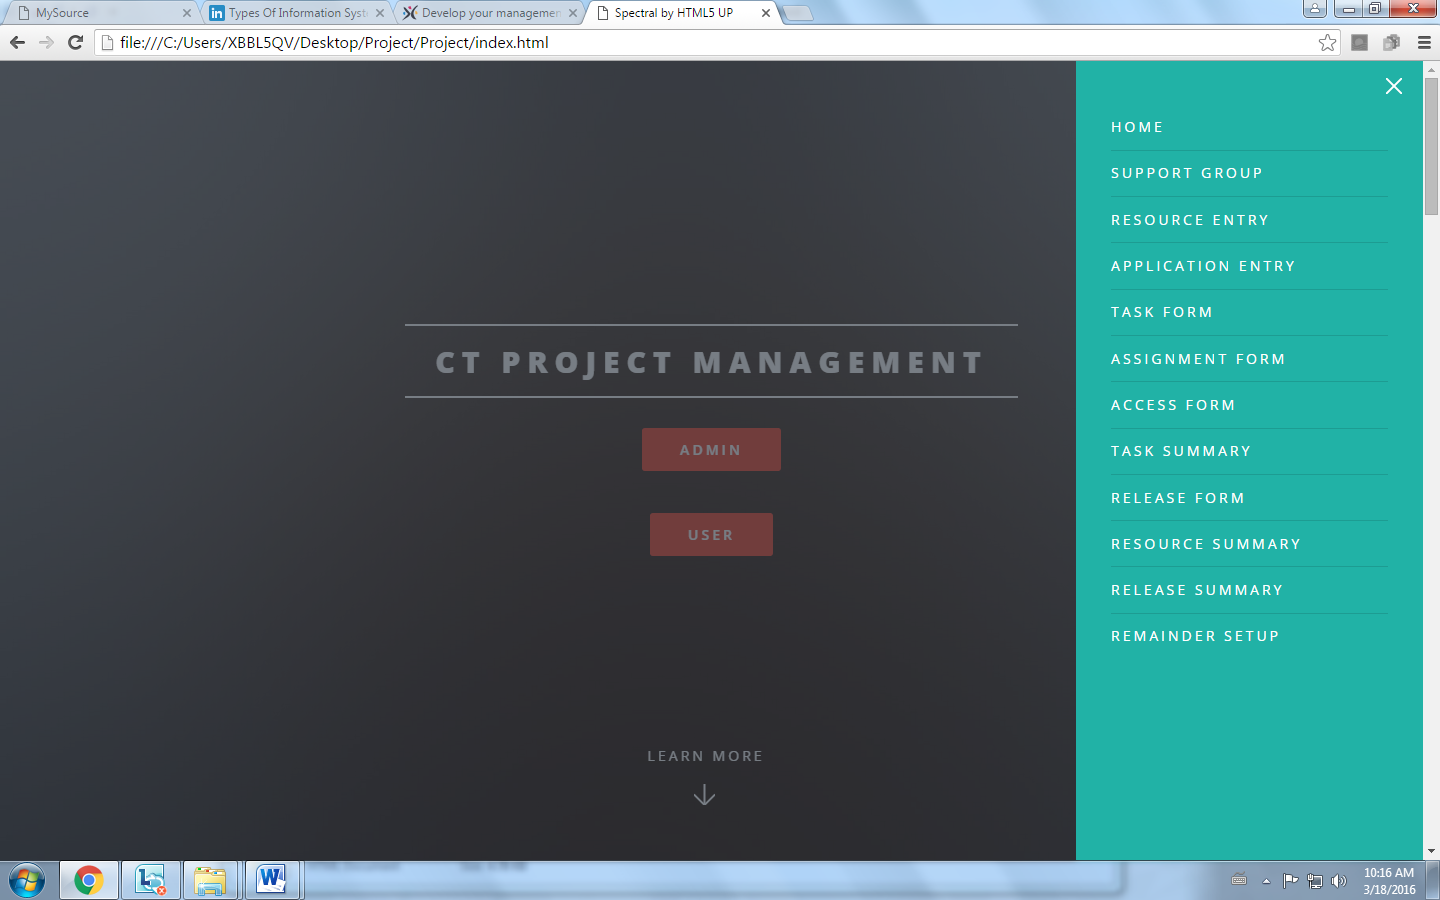 MySource
Types Of Information Syst
Develop your managemen
Spectral by HTML5 UP
file:///C:/Users/XBBL5QV/Desktop/Project/Project/index.html
CT PROJECT MANAGEMENT
ADMIN
USER
LEARN MORE
HOME
SUPPORT GROUP
RESOURCE ENTRY
APPLICATION ENTRY
TASK FORM
ASSIGNMENT FORM
ACCESS FORM
TASK SUMMARY
RELEASE FORM
RESOURCE SUMMARY
RELEASE SUMMARY
REMAINDER SETUP
10:16 AM
3/18/2016